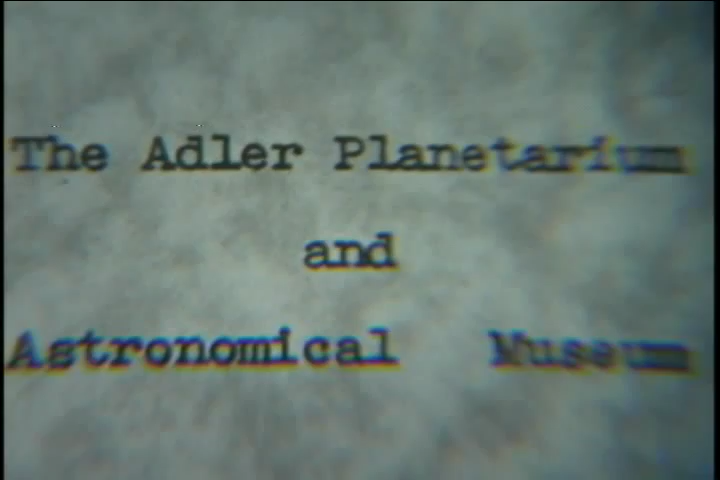 The Adler Planetarium
and
Astronomical Museum